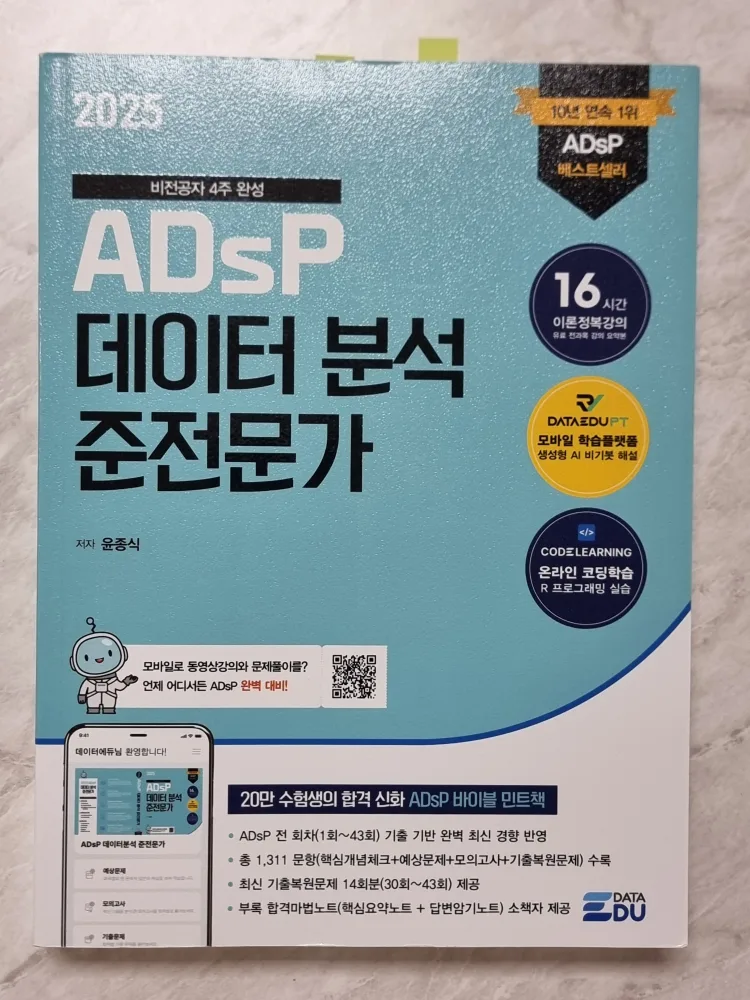 2025
10년 연속 1위
ADsP
베스트셀러
비전공자 4주 완성
ADsP
데이터 분석
준전문가
저자 윤종식
16시간
이론정복강의
유료 전과목 강의 요약본
DATAEDU PT
모바일 학습플랫폼
생성형 AI 비기봇 해설
</>
CODELEARNING
온라인 코딩학습
R 프로그래밍 실습
모바일로 동영상강의와 문제풀이를?
언제 어디서든 ADsP 완벽 대비!
9:41
데이터에듀님 환영합니다!
ADsP
데이터 분석
준전문가
ADsP 데이터분석 준전문가
예상문제
모의고사
기출문제
20만 수험생의 합격 신화 ADsP 바이블 민트책
• ADsP 전 회차(1회~43회) 기출 기반 완벽 최신 경향 반영
• 총 1,311 문항(핵심개념체크+예상문제+모의고사+기출복원문제) 수록
• 최신 기출복원문제 14회분(30회~43회) 제공
• 부록 합격마법노트(핵심요약노트 + 답변암기노트) 소책자 제공
DATA
EDU